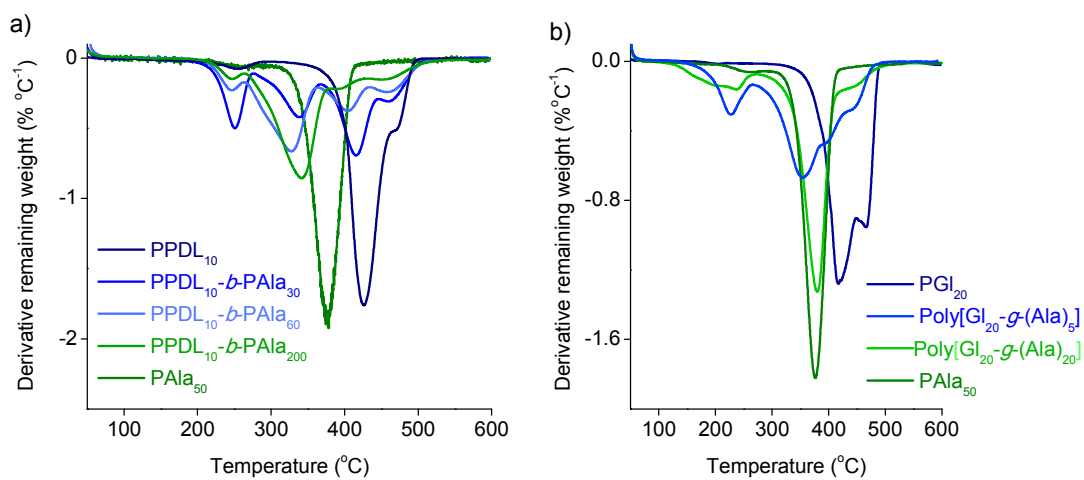 a)
0
-1
-2
100 200 300 400 500 600
Derivative remaining weight (% °C⁻¹)
Temperature (°C)
PPDL₁₀
PPDL₁₀-b-PAla₃₀
PPDL₁₀-b-PAla₆₀
PPDL₁₀-b-PAla₂₀₀
PAla₅₀
b)
0.0
-0.8
-1.6
100 200 300 400 500 600
Derivative remaining weight (% °C⁻¹)
Temperature (°C)
PGl₂₀
Poly[Gl₂₀-g-(Ala)₅]
Poly[Gl₂₀-g-(Ala)₂₀]
PAla₅₀